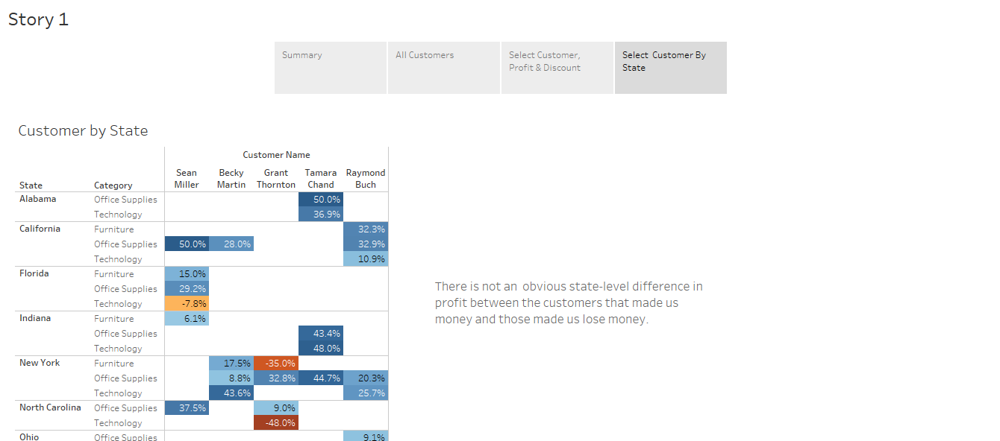 Story 1
Summary
All Customers
Select Customer,
Profit & Discount
Select Customer By
State
Customer by State
Customer Name
Sean Becky Grant Tamara Raymond
State Category Miller Martin Thornton Chand Buch
Alabama Office Supplies 50.0%
Technology 36.9%
California Furniture 32.3%
Office Supplies 50.0% 28.0% 32.9%
Technology 10.9%
Florida Furniture 15.0%
Office Supplies 29.2%
Technology -7.8%
Indiana Furniture 6.1%
Office Supplies 43.4%
Technology 48.0%
New York Furniture 17.5% -35.0%
Office Supplies 8.8% 32.8% 44.7% 20.3%
Technology 43.6% 25.7%
North Carolina Office Supplies 37.5% 9.0%
Technology -48.0%
Ohio Office Supplies 9.1%
There is not an obvious state-level difference in
profit between the customers that made us
money and those made us lose money.